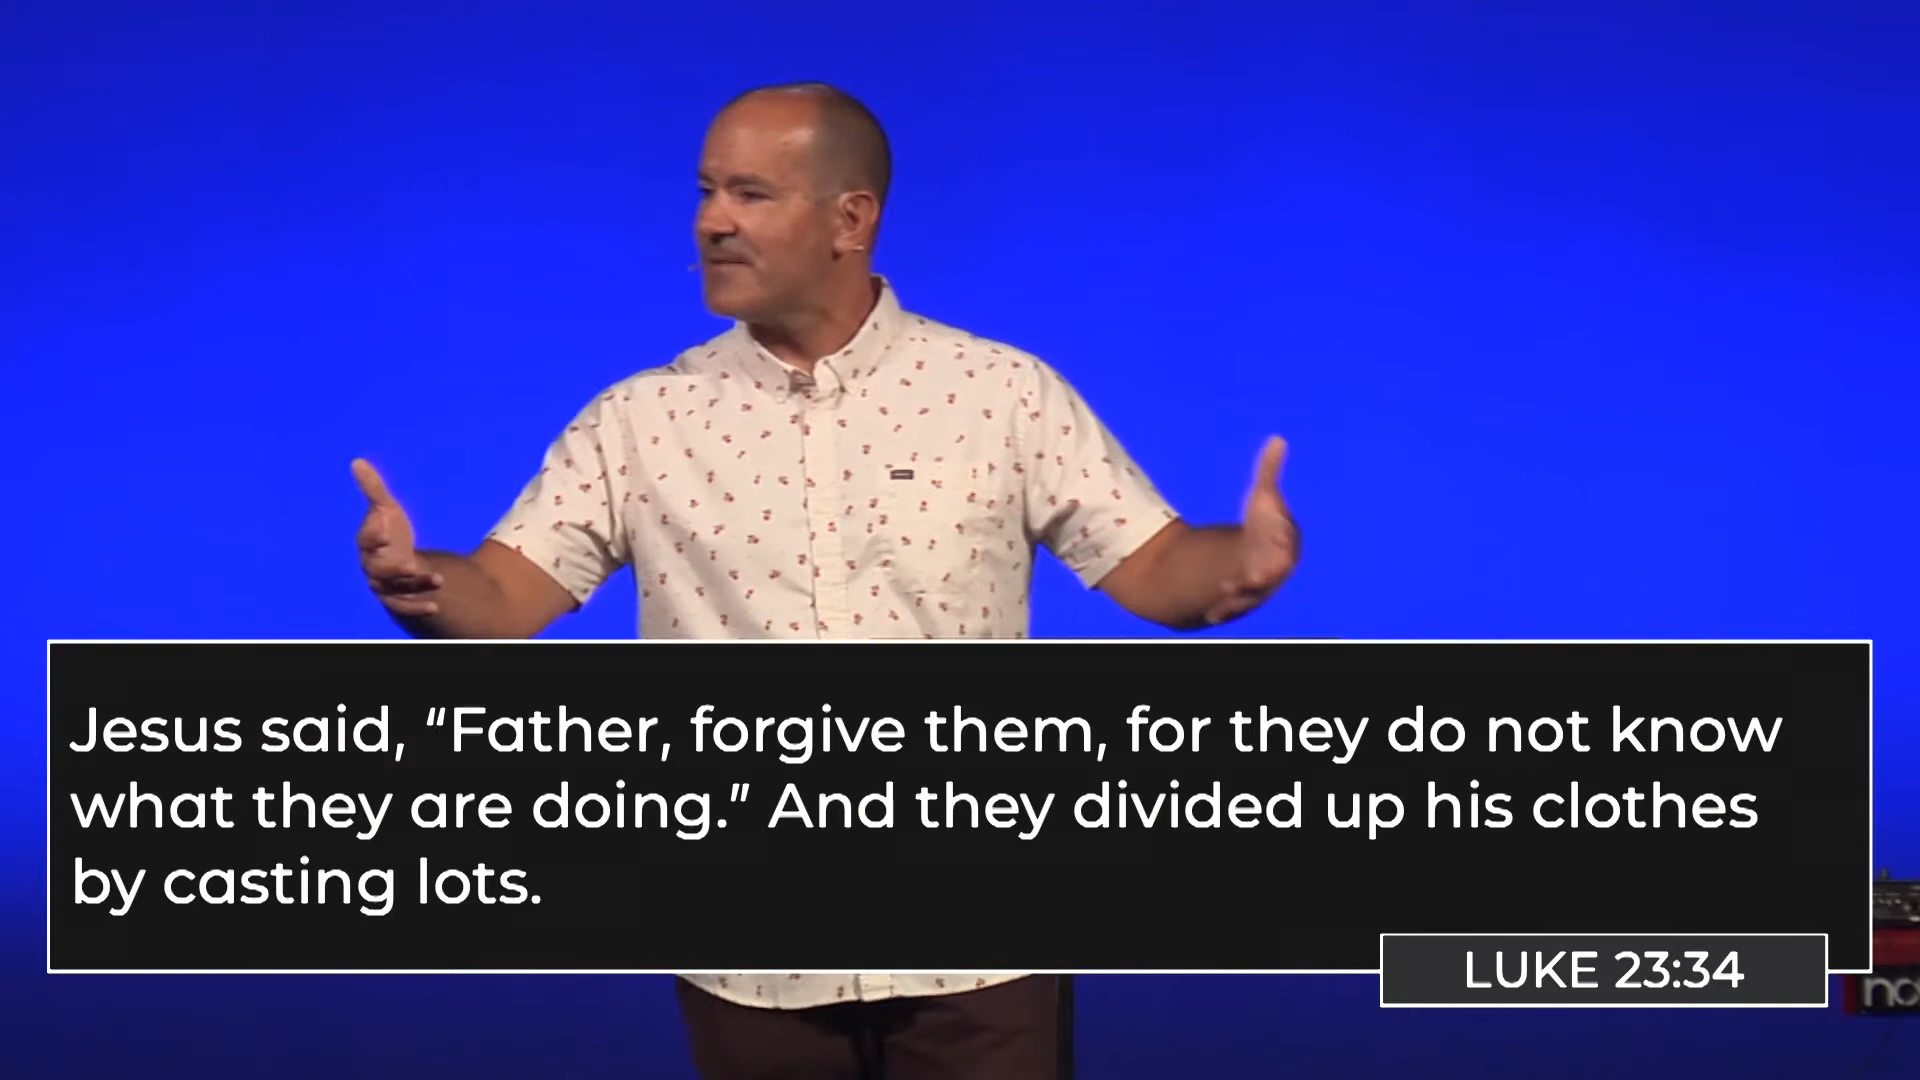 Jesus said, “Father, forgive them, for they do not know
what they are doing.” And they divided up his clothes
by casting lots.
LUKE 23:34